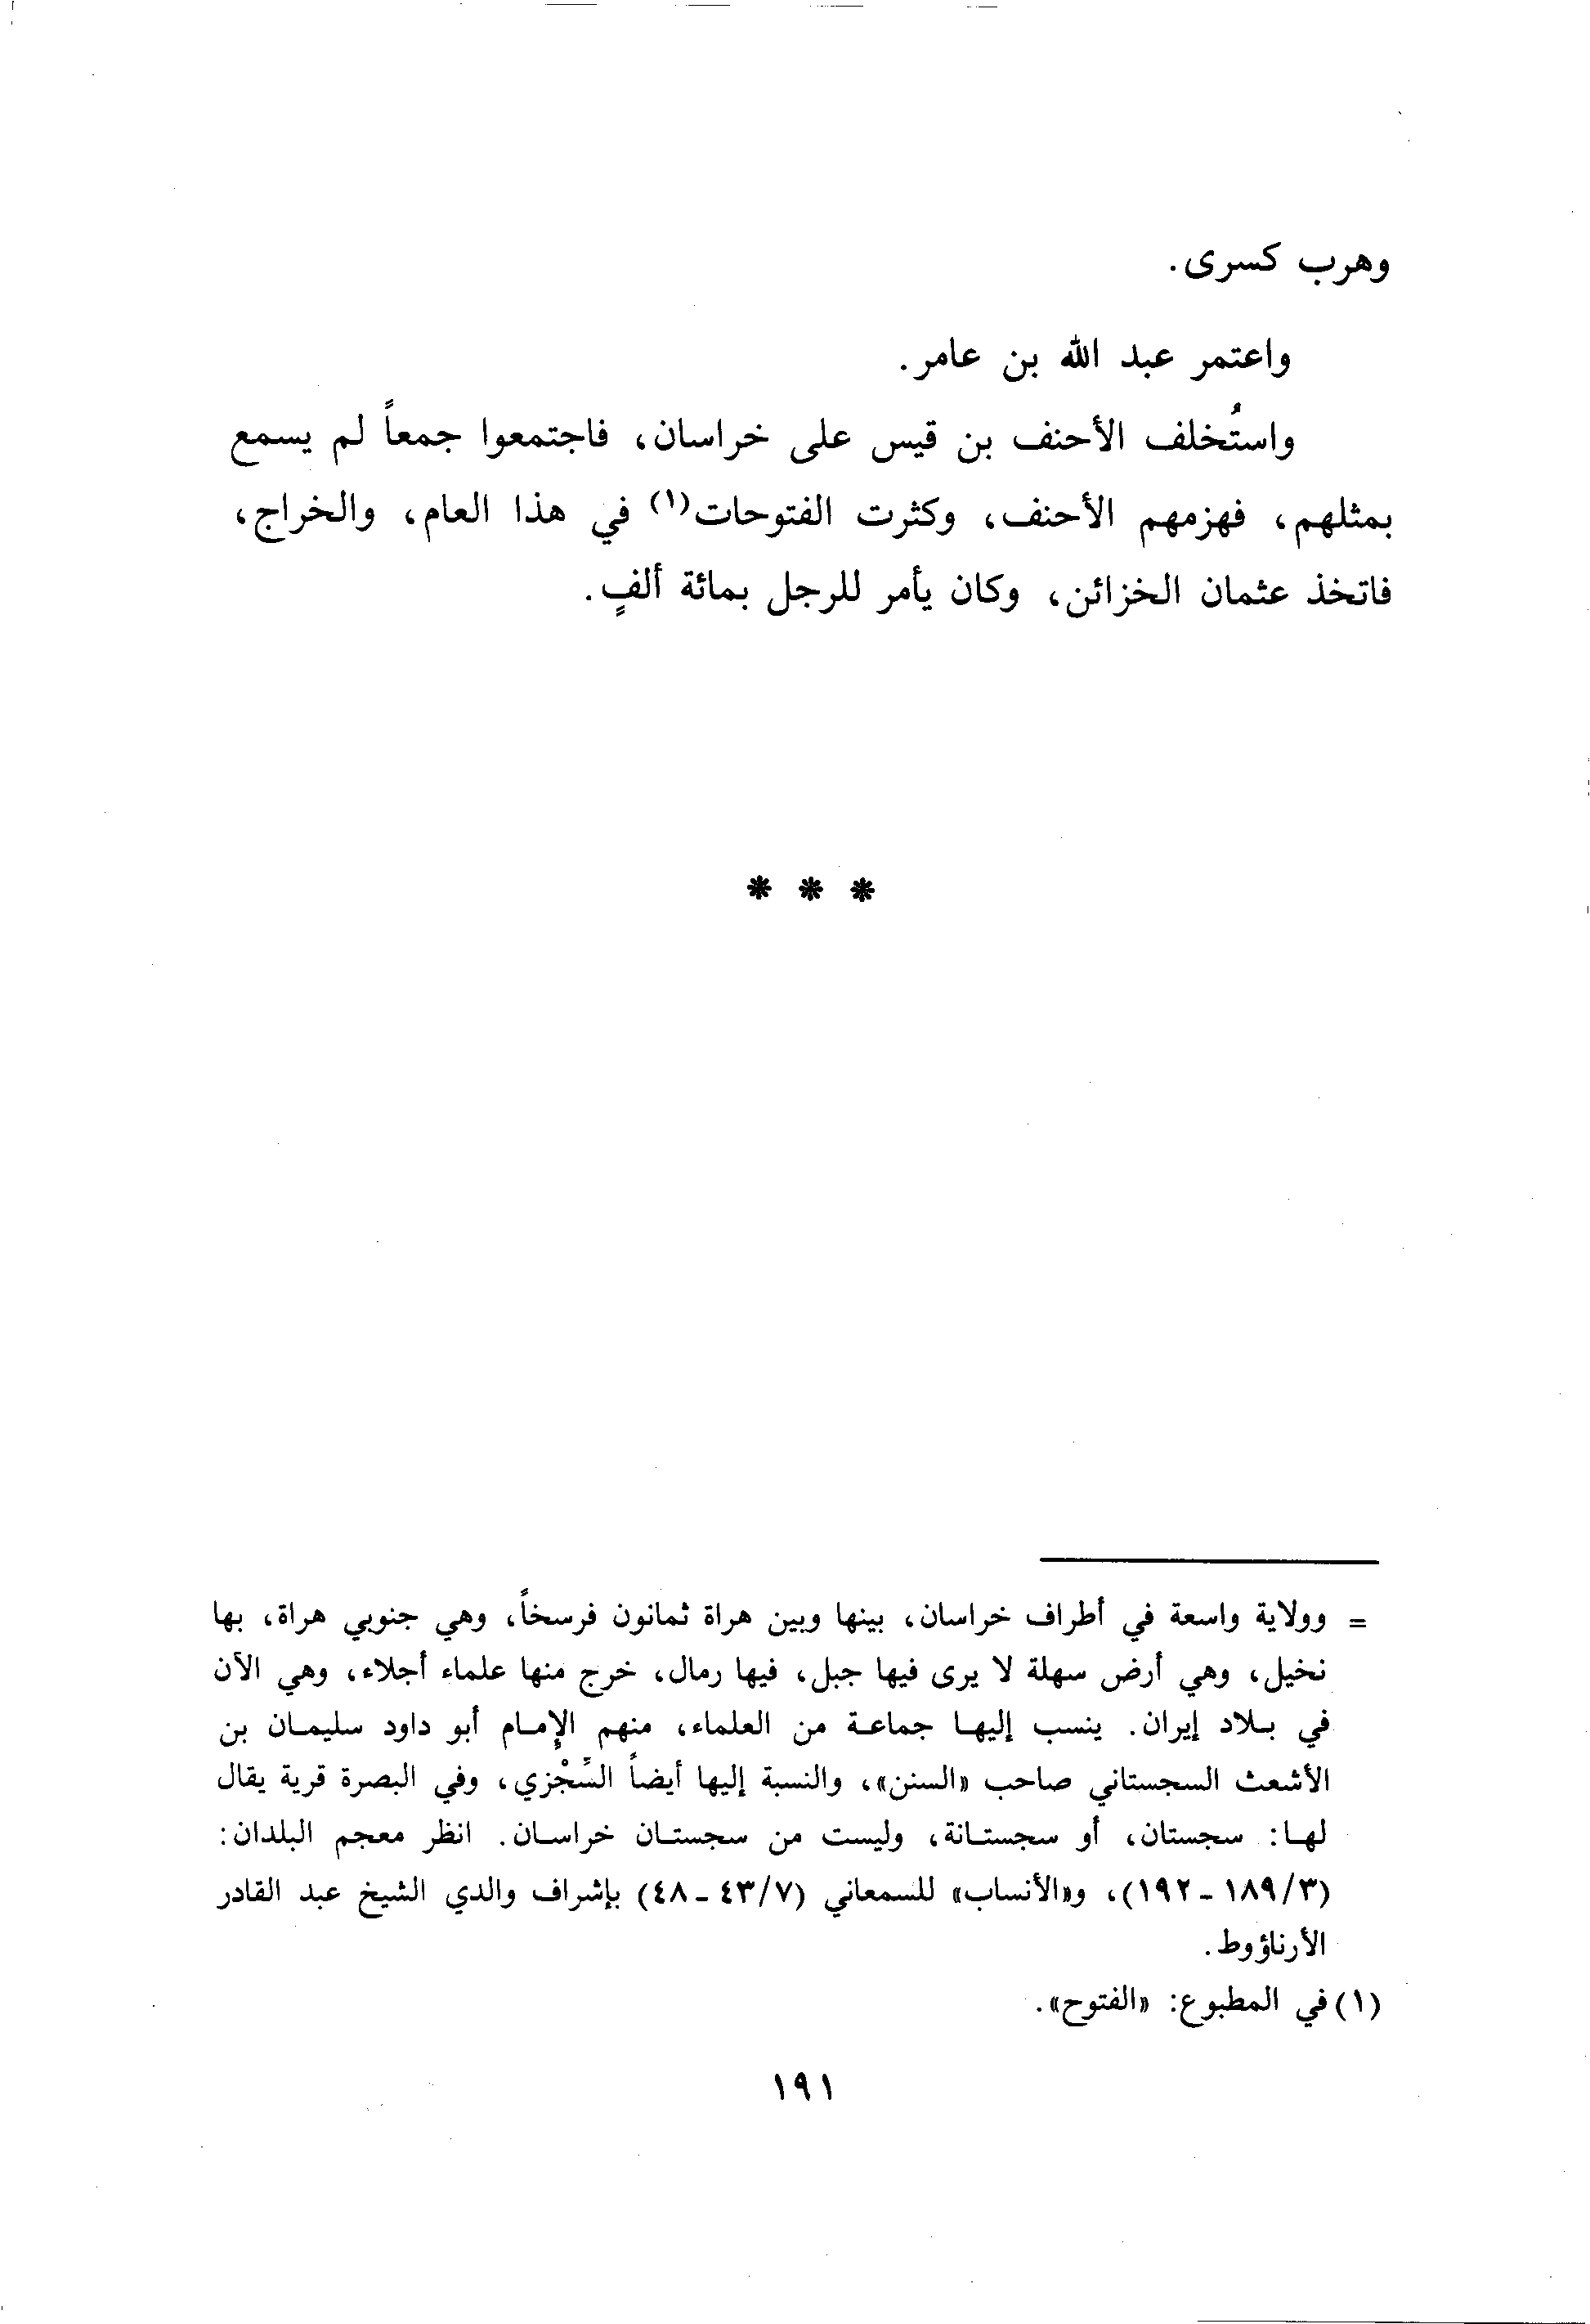 وهرب كسرى.
واعتمر عبد الله بن عامر.
واستُخلف الأحنف بن قيس على خراسان، فاجتمعوا جمعاً لم يسمع
بمثلهم، فهزمهم الأحنف، وكثرت الفتوحات(١) في هذا العام، والخراج،
فاتخذ عثمان الخزائن، وكان يأمر للرجل بمائة ألفٍ.
* * *
= وولاية واسعة في أطراف خراسان، بينها وبين هراة ثمانون فرسخاً، وهي جنوبي هراة، بها
نخيل، وهي أرض سهلة لا يرى فيها جبل، فيها رمال، خرج منها علماء أجلاء، وهي الآن
في بلاد إيران. ينسب إليها جماعة من العلماء، منهم الإمام أبو داود سليمان بن
الأشعث السجستاني صاحب «السنن»، والنسبة إليها أيضاً السِّجْزي، وفي البصرة قرية يقال
لها: سجستان، أو سجستانة، وليست من سجستان خراسان. انظر معجم البلدان:
(٣/ ١٨٩ - ١٩٢)، و«الأنساب» للسمعاني (٧/ ٤٣ - ٤٨) بإشراف والدي الشيخ عبد القادر
الأرناؤوط.
(١) في المطبوع: «الفتوح».
١٩١